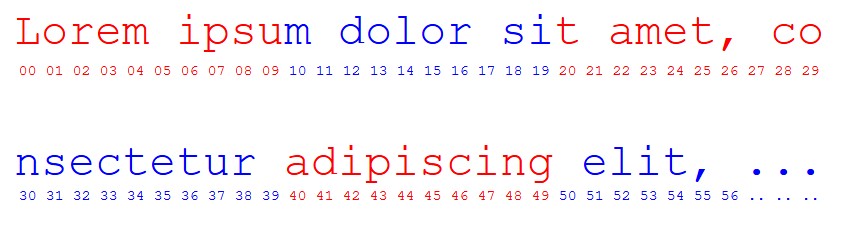 Lorem ipsum dolor sit amet, co
00 01 02 03 04 05 06 07 08 09 10 11 12 13 14 15 16 17 18 19 20 21 22 23 24 25 26 27 28 29
nsectetur adipiscing elit, ...
30 31 32 33 34 35 36 37 38 39 40 41 42 43 44 45 46 47 48 49 50 51 52 53 54 55 56 .. .. ..